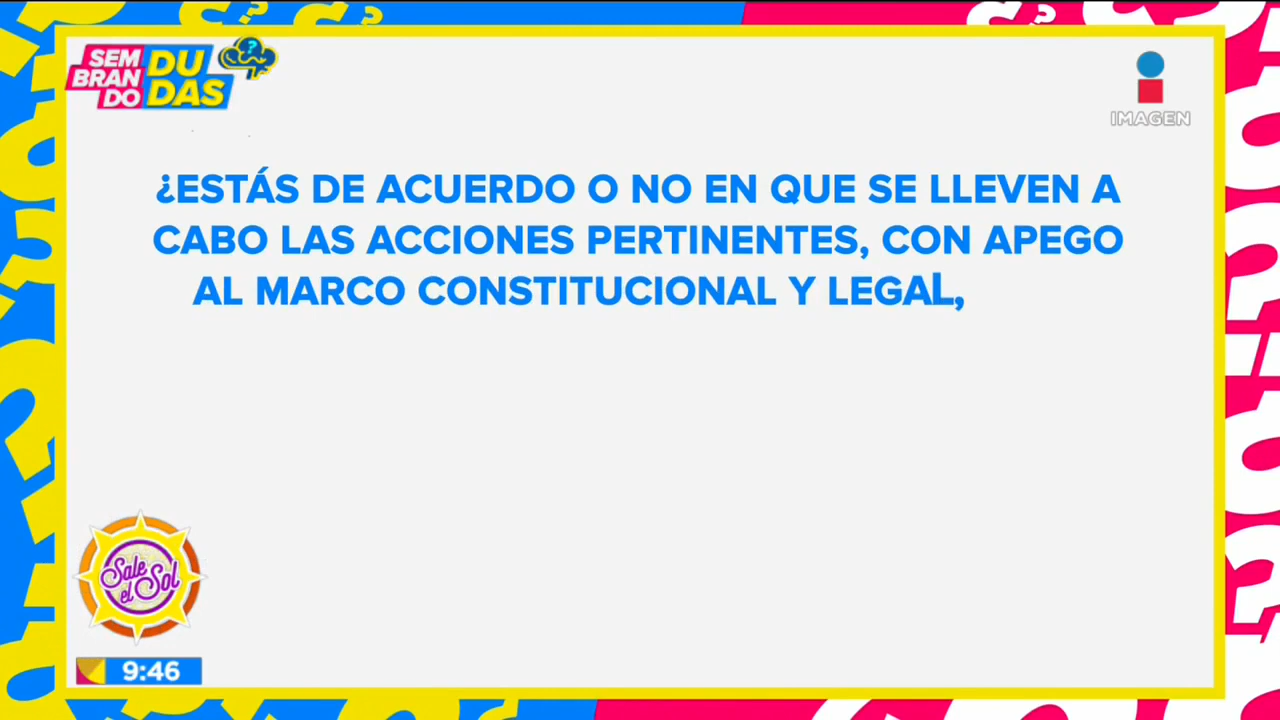 SEM
BRAN
DO
DU
DAS
?
IMAGEN
¿ESTÁS DE ACUERDO O NO EN QUE SE LLEVEN A
CABO LAS ACCIONES PERTINENTES, CON APEGO
AL MARCO CONSTITUCIONAL Y LEGAL,
Sale
el Sol
9:46